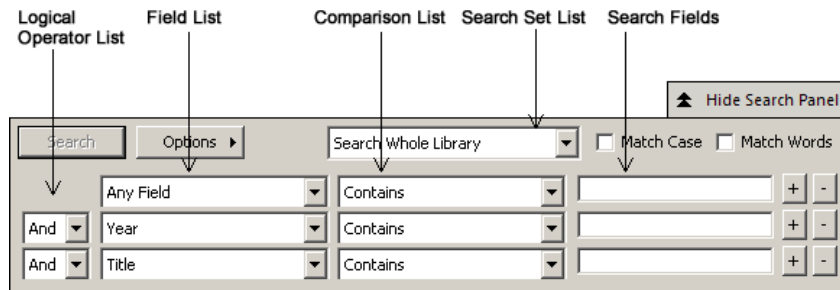 Logical
Operator List
Field List
Comparison List
Search Set List
Search Fields
Hide Search Panel
Search
Options
Search Whole Library
Match Case
Match Words
Any Field
Contains
+ -
And
Year
Contains
+ -
And
Title
Contains
+ -